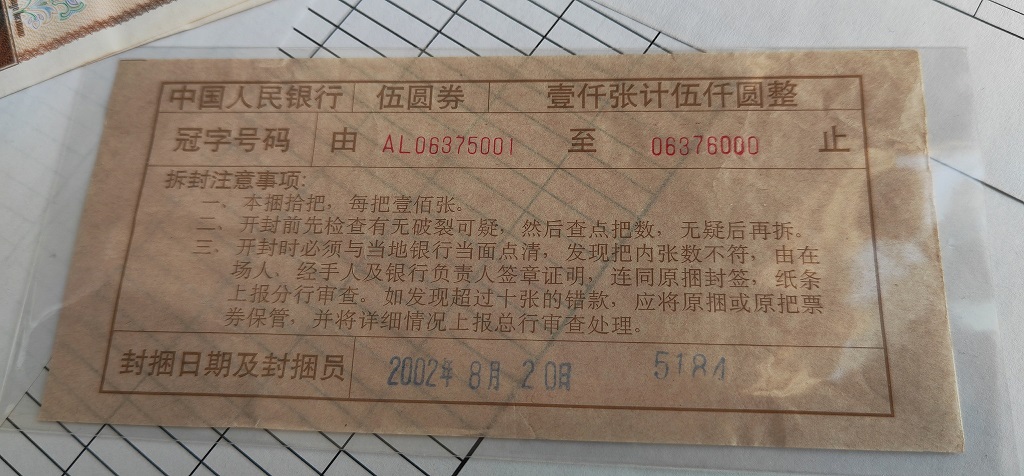 中国人民银行 伍圆券 壹仟张计伍仟圆整
冠字号码 由 AL06375001 至 06376000 止
拆封注意事项:
一、本捆拾把，每把壹佰张。
二、开封前先检查有无破裂可疑，然后查点把数，无疑后再拆。
三、开封时必须与当地银行当面点清，发现把内张数不符，由在
场人，经手人及银行负责人签章证明，连同原捆封签，纸条
上报分行审查。如发现超过十张的错款，应将原捆或原把票
券保管，并将详细情况上报总行审查处理。
封捆日期及封捆员 2002年 8月 20日 5184